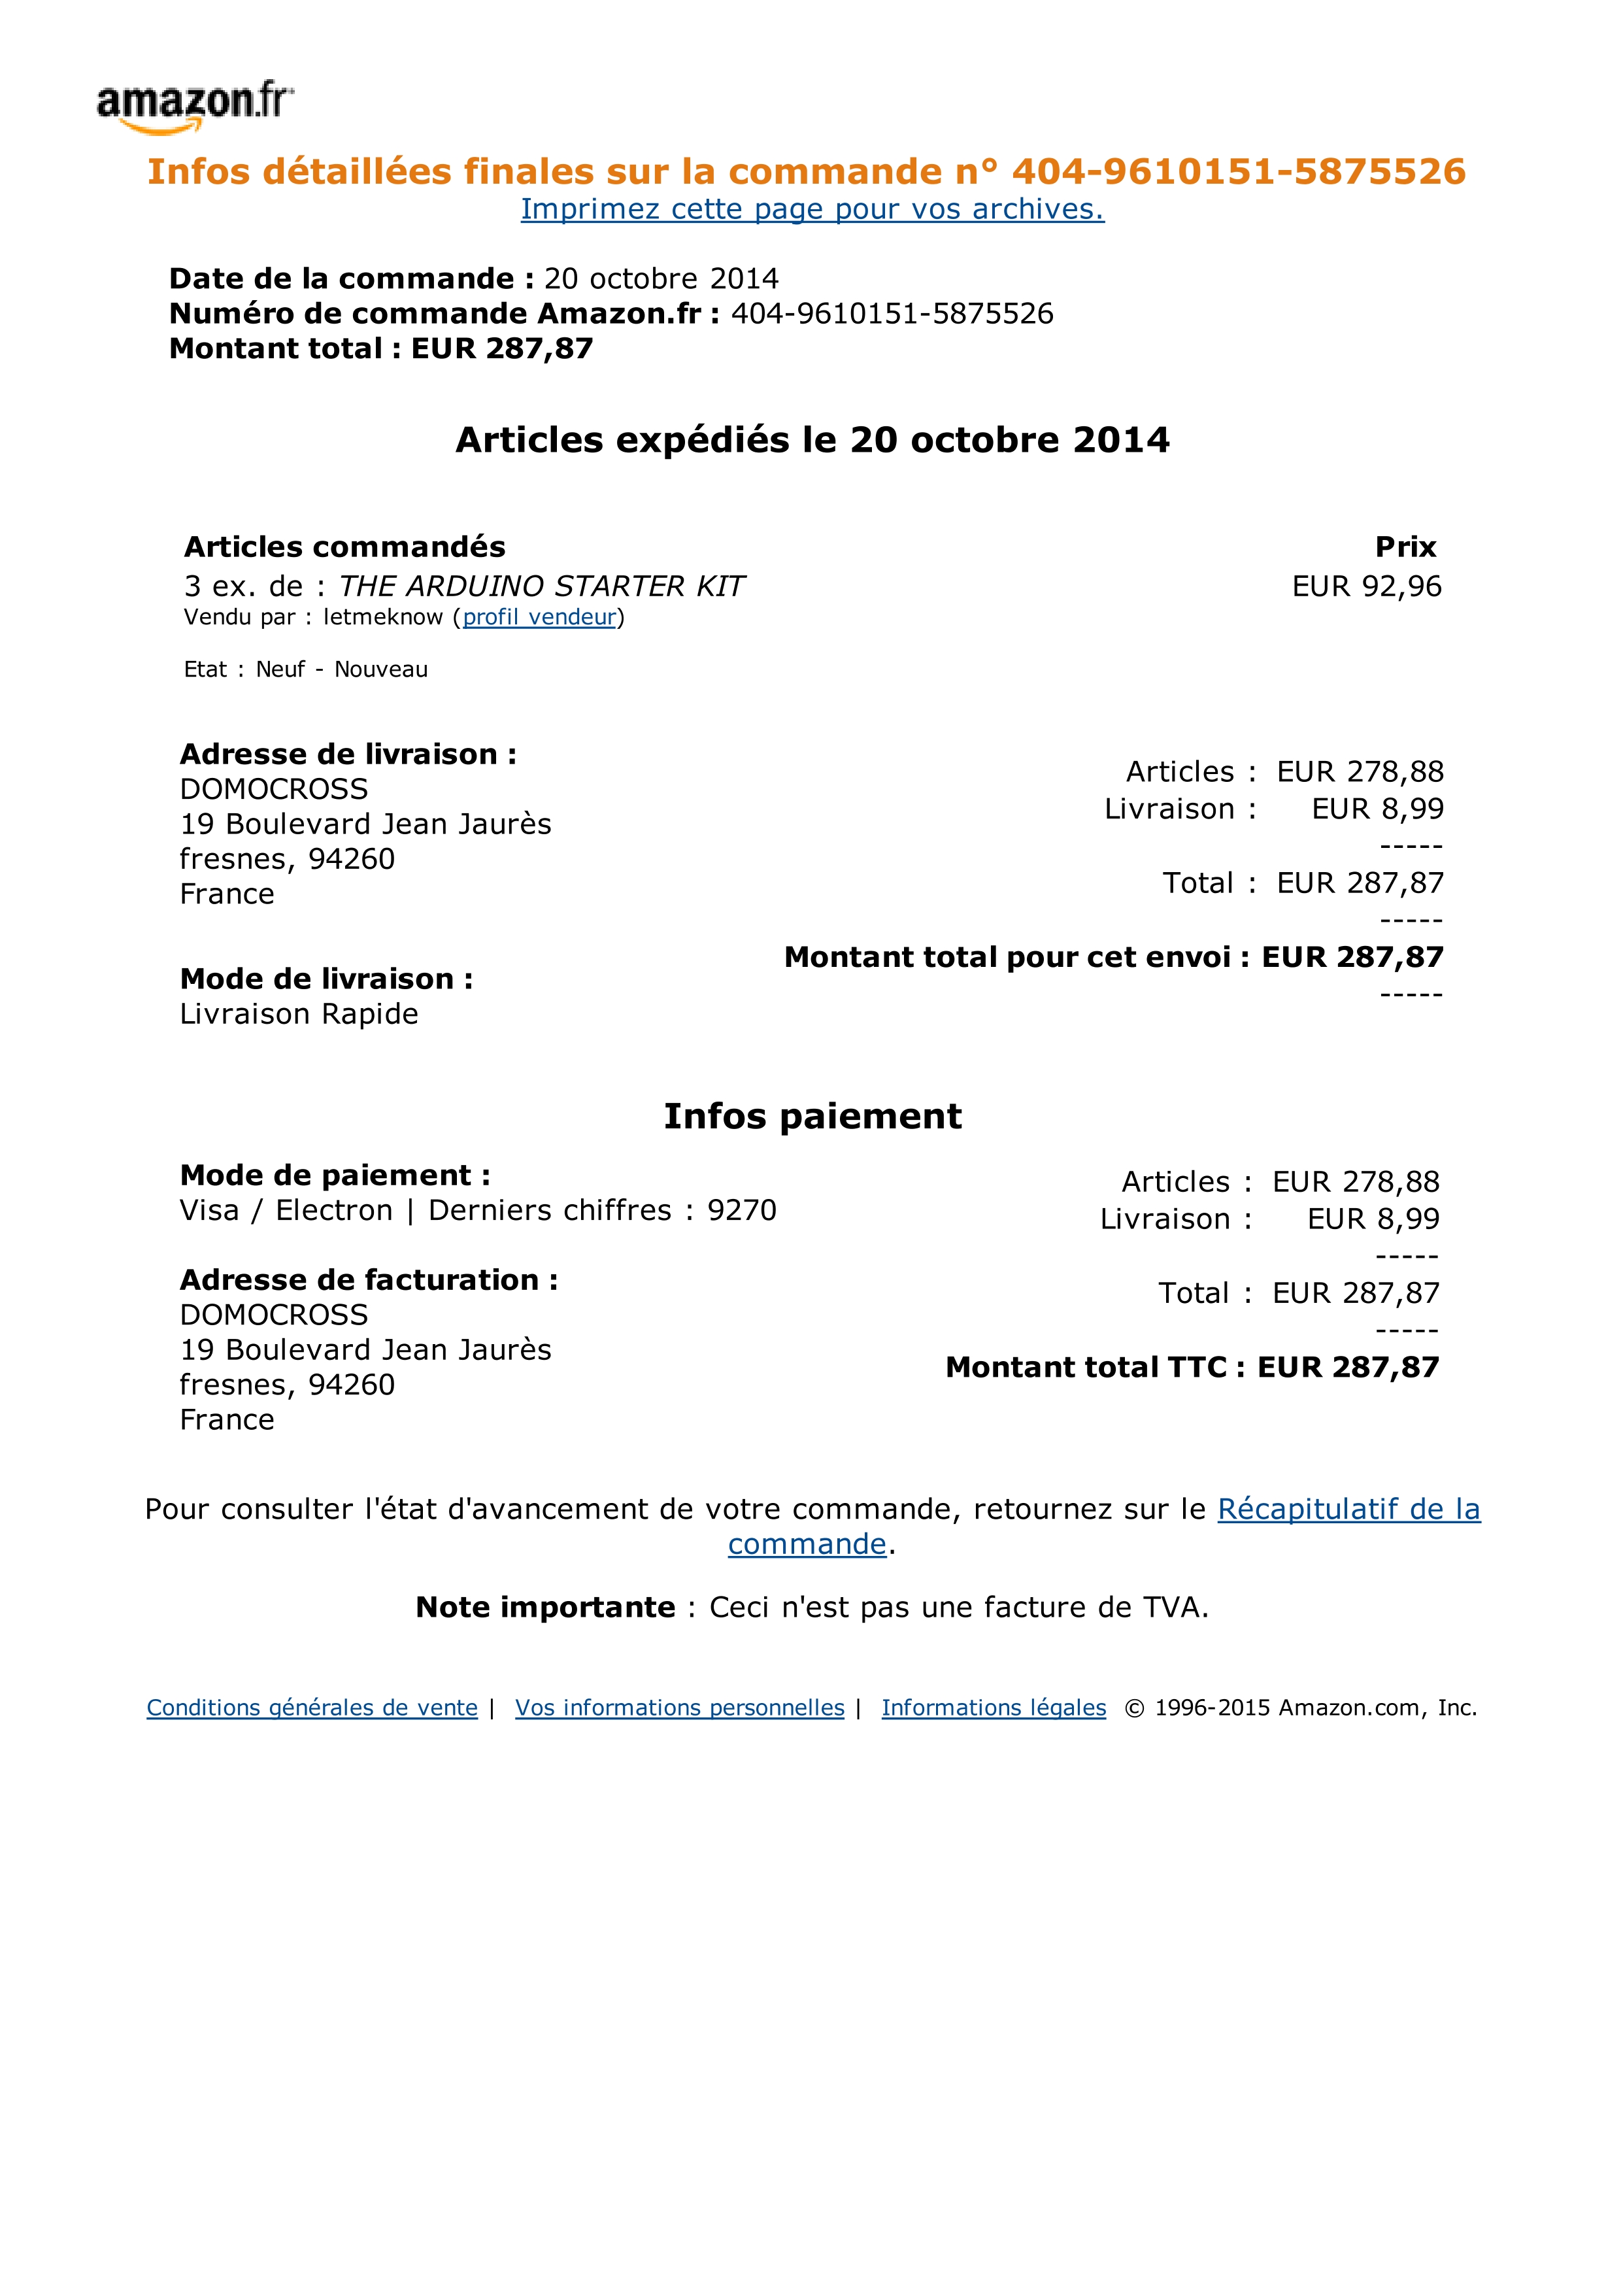 amazon.fr
Infos détaillées finales sur la commande n° 404-9610151-5875526
Imprimez cette page pour vos archives.
Date de la commande : 20 octobre 2014
Numéro de commande Amazon.fr : 404-9610151-5875526
Montant total : EUR 287,87
Articles expédiés le 20 octobre 2014
Articles commandés Prix
3 ex. de : THE ARDUINO STARTER KIT EUR 92,96
Vendu par : letmeknow (profil vendeur)
Etat : Neuf - Nouveau
Adresse de livraison :
DOMOCROSS
19 Boulevard Jean Jaurès
fresnes, 94260
France
Mode de livraison :
Livraison Rapide
Articles : EUR 278,88
Livraison : EUR 8,99
-----
Total : EUR 287,87
-----
Montant total pour cet envoi : EUR 287,87
-----
Infos paiement
Mode de paiement :
Visa / Electron | Derniers chiffres : 9270
Adresse de facturation :
DOMOCROSS
19 Boulevard Jean Jaurès
fresnes, 94260
France
Articles : EUR 278,88
Livraison : EUR 8,99
-----
Total : EUR 287,87
-----
Montant total TTC : EUR 287,87
Pour consulter l'état d'avancement de votre commande, retournez sur le Récapitulatif de la
commande.
Note importante : Ceci n'est pas une facture de TVA.
Conditions générales de vente | Vos informations personnelles | Informations légales © 1996-2015 Amazon.com, Inc.